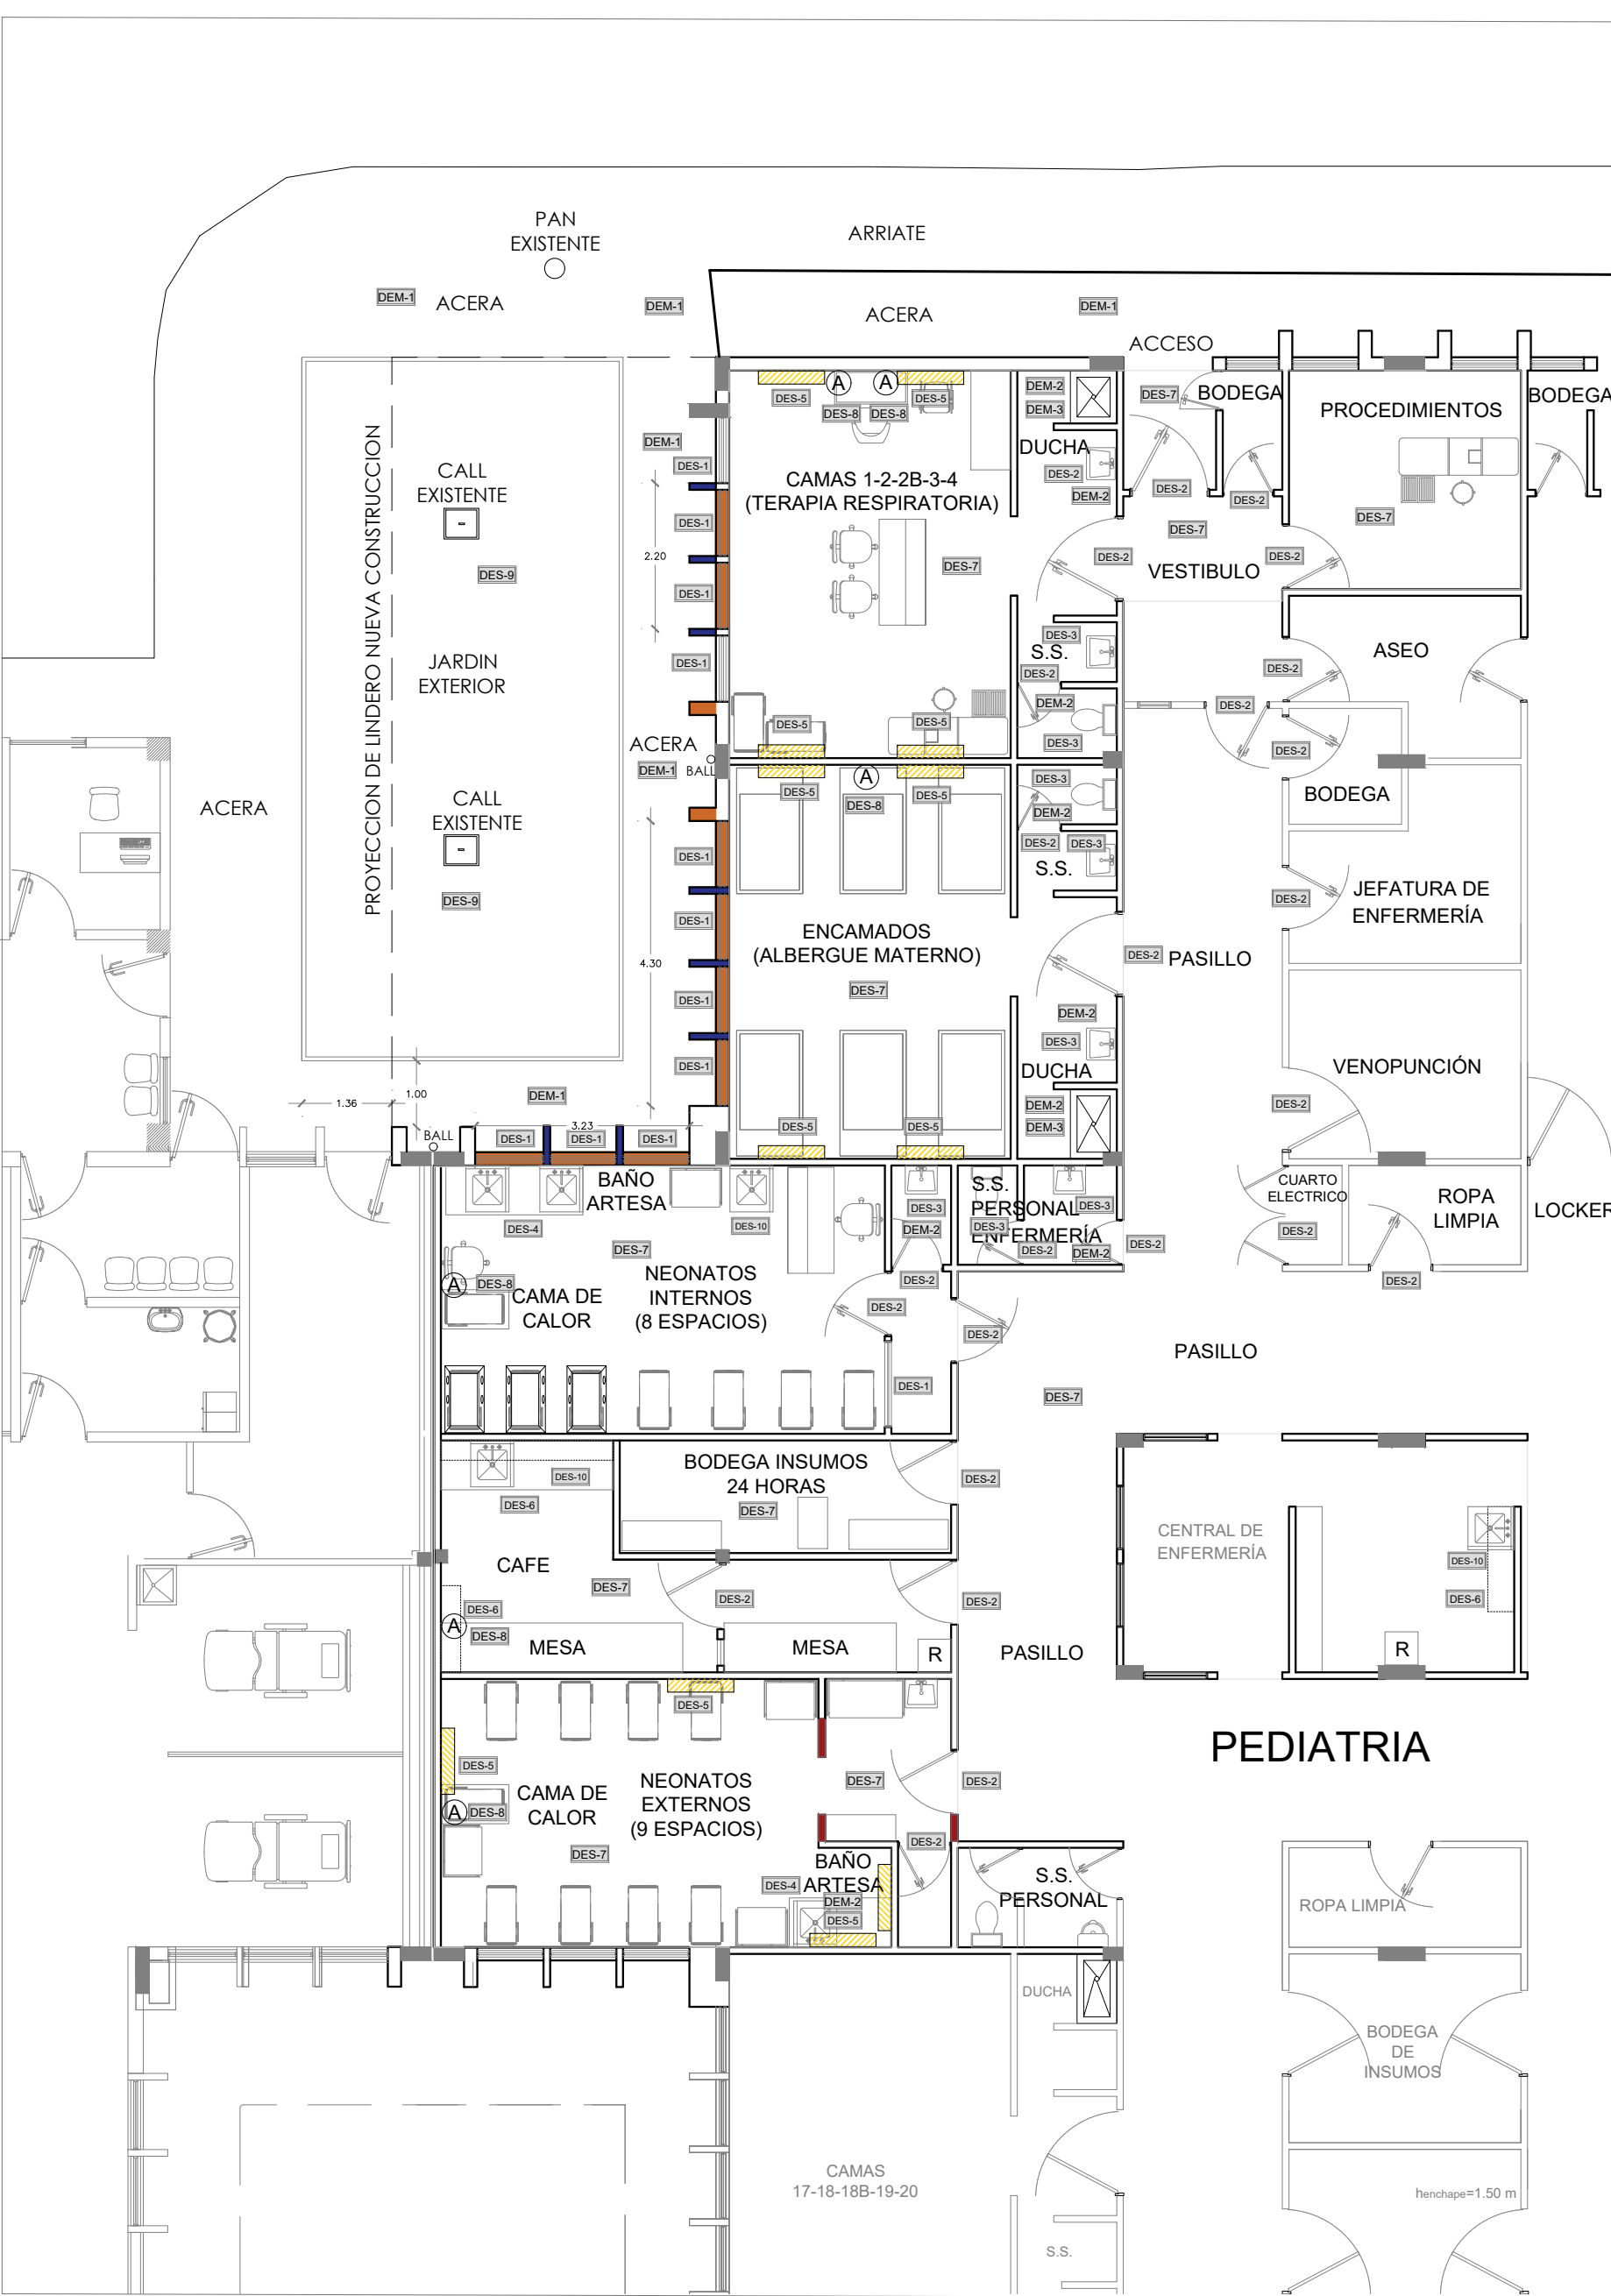 PAN
EXISTENTE
ARRIATE
DEM-1
ACERA
DEM-1
ACERA
DEM-1
ACCESO
PROYECCION DE LINDERO NUEVA CONSTRUCCION
CALL
EXISTENTE
DES-9
JARDIN
EXTERIOR
CALL
EXISTENTE
DES-9
ACERA
DEM-1
DES-1
DES-1
2.20
DES-1
DES-1
ACERA
DEM-1
BALL
DES-1
DES-1
4.30
DES-1
DES-1
1.36
1.00
DEM-1
3.23
BALL
DES-1
DES-1
DES-1
A
A
DES-5
DES-5
DES-8
DES-8
CAMAS 1-2-2B-3-4
(TERAPIA RESPIRATORIA)
DES-7
DES-5
DES-5
DEM-2
DEM-3
DUCHA
DES-2
DEM-2
DES-2
DES-3
S.S.
DES-2
DEM-2
DES-3
DES-7
BODEGA
DES-2
DES-2
DES-7
VESTIBULO
DES-2
PROCEDIMIENTOS
DES-7
BODEGA
ASEO
DES-2
DES-2
DES-2
BODEGA
A
DES-5
DES-8
DES-5
DES-3
DEM-2
DES-2
DES-3
S.S.
ENCAMADOS
(ALBERGUE MATERNO)
DES-7
DES-2
PASILLO
DES-2
JEFATURA DE
ENFERMERÍA
DEM-2
DES-3
DUCHA
DEM-2
DEM-3
DES-5
DES-5
VENOPUNCIÓN
DES-2
BAÑO
ARTESA
DES-4
DES-10
DES-7
DES-3
DEM-2
DES-2
S.S.
PERSONAL
ENFERMERÍA
DES-3
DES-3
DES-2
DEM-2
DES-2
CUARTO
ELECTRICO
DES-2
ROPA
LIMPIA
LOCKER
DES-2
A
DES-8
CAMA DE
CALOR
NEONATOS
INTERNOS
(8 ESPACIOS)
DES-2
DES-2
DES-1
PASILLO
DES-7
DES-10
DES-6
BODEGA INSUMOS
24 HORAS
DES-7
DES-2
CAFE
DES-7
DES-2
DES-2
DES-6
A
DES-8
MESA
MESA
R
PASILLO
CENTRAL DE
ENFERMERÍA
DES-10
DES-6
R
DES-5
DES-5
CAMA DE
CALOR
A
DES-8
NEONATOS
EXTERNOS
(9 ESPACIOS)
DES-7
DES-7
DES-2
PEDIATRIA
DES-2
BAÑO
ARTESA
DES-4
DEM-2
DES-5
S.S.
PERSONAL
ROPA LIMPIA
DUCHA
BODEGA
DE
INSUMOS
CAMAS
17-18-18B-19-20
henchape=1.50 m
S.S.